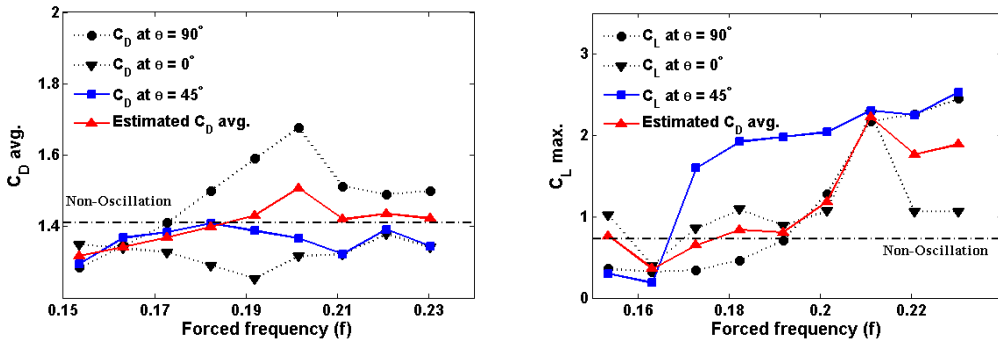 2
1.8
1.6
1.4
C_D avg.
C_D at θ = 90°
C_D at θ = 0°
C_D at θ = 45°
Estimated C_D avg.
Non-Oscillation
0.15
0.17
0.19
0.21
0.23
Forced frequency (f)
3
2
1
0
C_L max.
C_L at θ = 90°
C_L at θ = 0°
C_L at θ = 45°
Estimated C_D avg.
Non-Oscillation
0.16
0.18
0.2
0.22
Forced frequency (f)